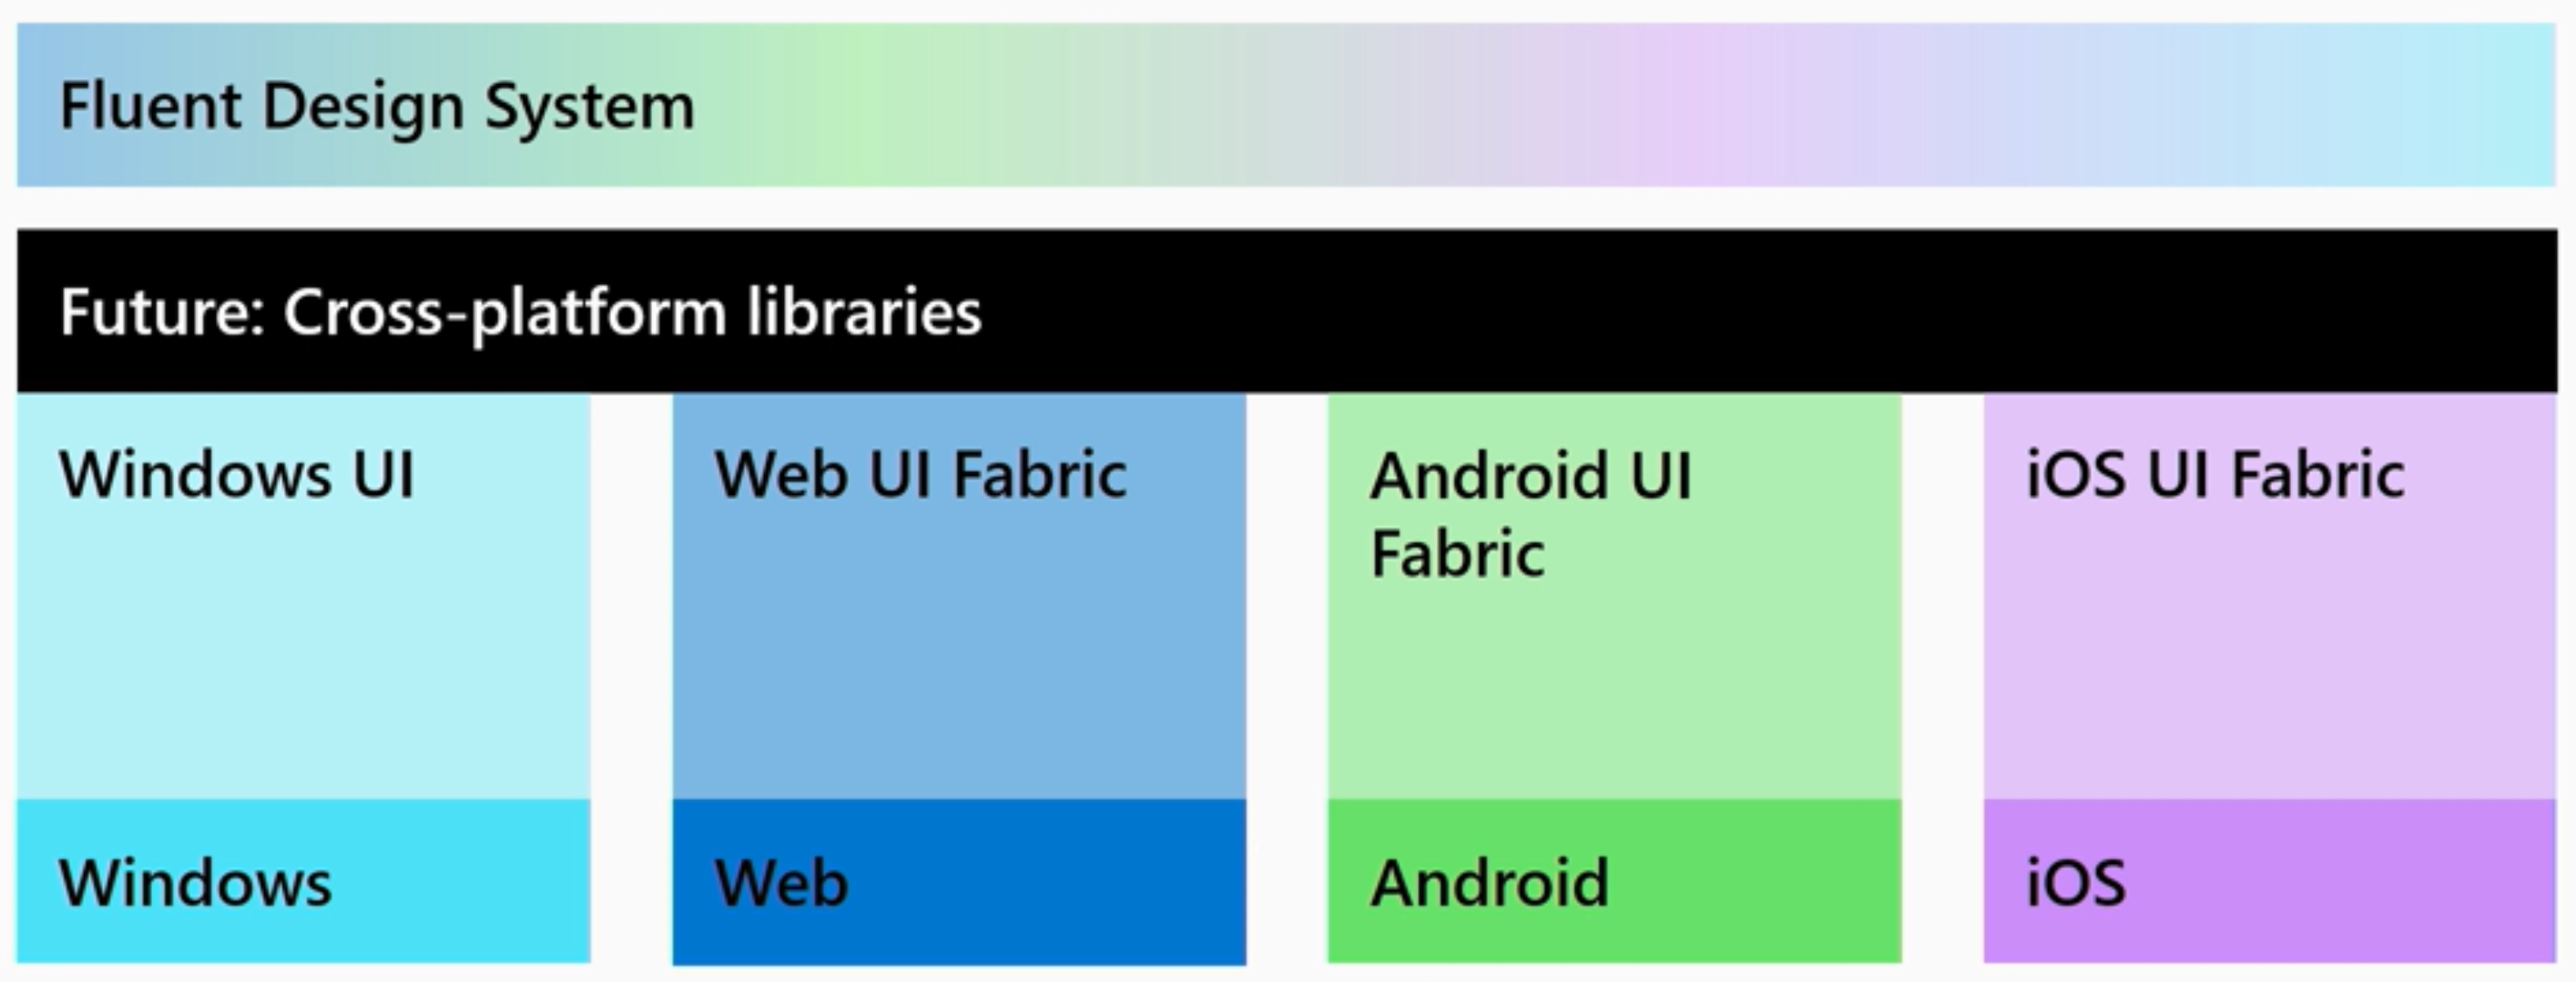 Fluent Design System
Future: Cross-platform libraries
Windows UI
Web UI Fabric
Android UI
Fabric
iOS UI Fabric
Windows
Web
Android
iOS